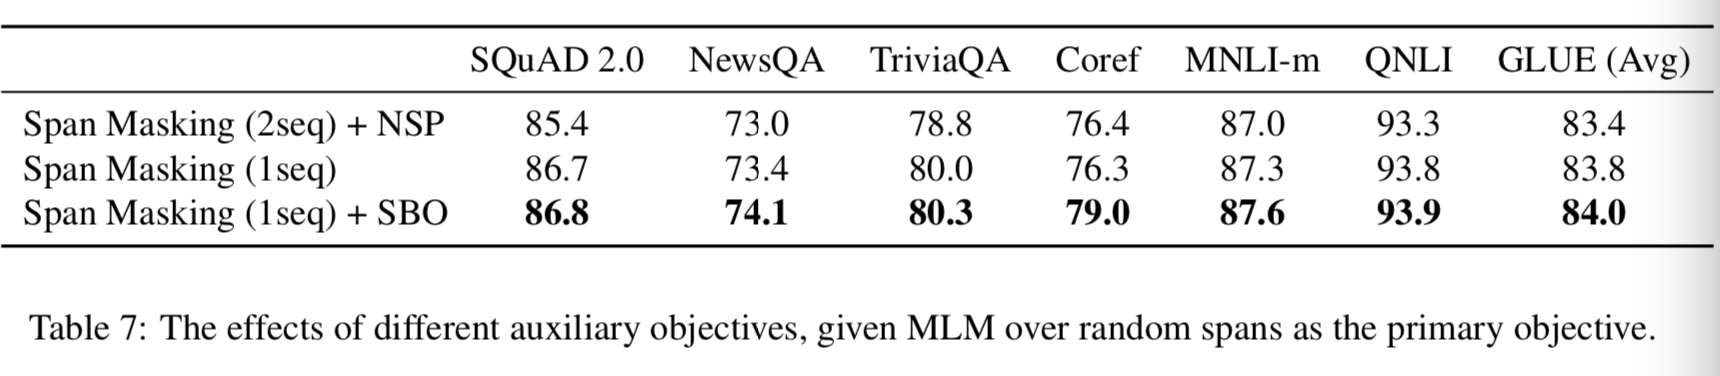 SQuAD 2.0 NewsQA TriviaQA Coref MNLI-m QNLI GLUE (Avg)
Span Masking (2seq) + NSP 85.4 73.0 78.8 76.4 87.0 93.3 83.4
Span Masking (1seq) 86.7 73.4 80.0 76.3 87.3 93.8 83.8
Span Masking (1seq) + SBO 86.8 74.1 80.3 79.0 87.6 93.9 84.0
Table 7: The effects of different auxiliary objectives, given MLM over random spans as the primary objective.